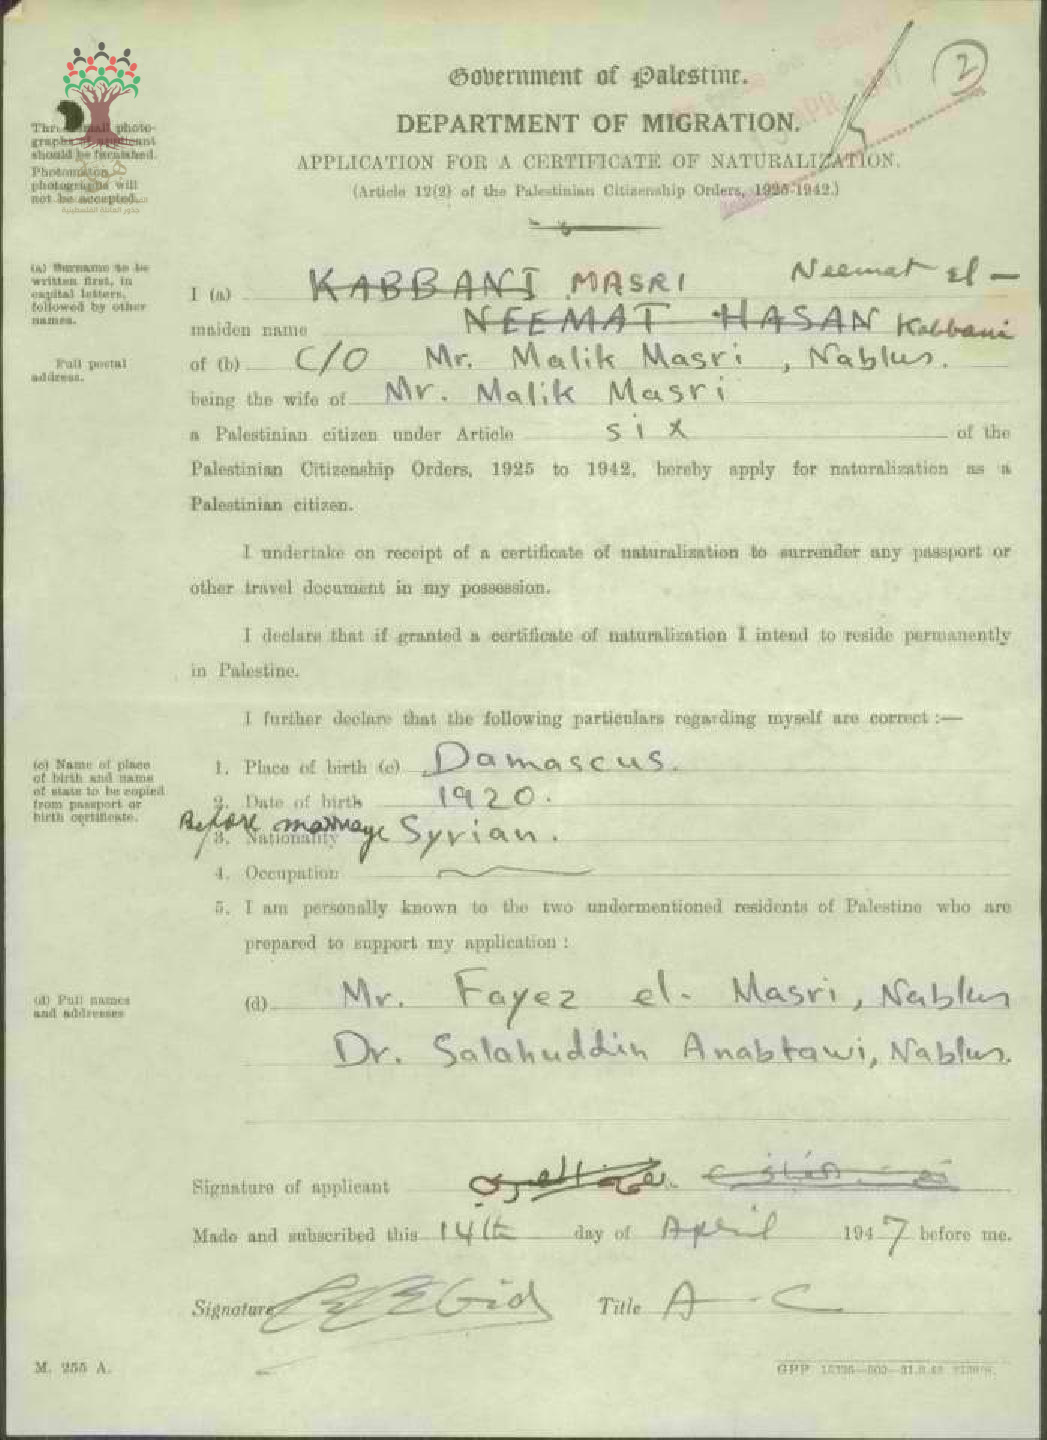 2
Government of Palestine.
DEPARTMENT OF MIGRATION.
APPLICATION FOR A CERTIFICATE OF NATURALIZATION.
(Article 12(2) of the Palestinian Citizenship Orders, 1925-1942.)
Three small photo-
graphs of applicant
should be furnished.
Photomaton
photographs will
not be accepted.
(a) Surname to be
written first, in
capital letters,
followed by other
names.
I (a) KABBANI MASRI Neemat el-
maiden name NEEMAT HASAN Kabbani
Full postal
address.
of (b) C/O Mr. Malik Masri, Nablus.
being the wife of Mr. Malik Masri
a Palestinian citizen under Article six of the
Palestinian Citizenship Orders, 1925 to 1942, hereby apply for naturalization as a
Palestinian citizen.
I undertake on receipt of a certificate of naturalization to surrender any passport or
other travel document in my possession.
I declare that if granted a certificate of naturalization I intend to reside permanently
in Palestine.
I further declare that the following particulars regarding myself are correct :—
(c) Name of place
of birth and name
of state to be copied
from passport or
birth certificate.
1. Place of birth (c) Damascus.
2. Date of birth 1920.
Before marriage
3. Nationality Syrian.
4. Occupation
5. I am personally known to the two undermentioned residents of Palestine who are
prepared to support my application :
(d) Full names
and addresses
(d) Mr. Fayez el-Masri, Nablus
Dr. Salahuddin Anabtawi, Nablus.
Signature of applicant
Made and subscribed this 14th day of April 1947 before me.
Signature Title A-C
M. 255 A.
GPP